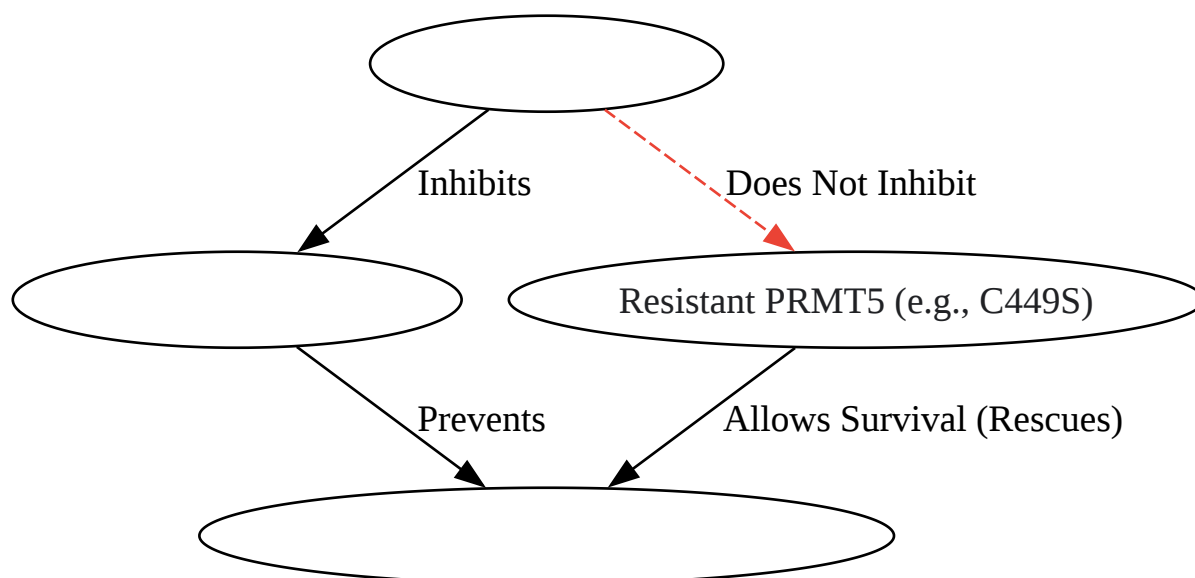 Inhibits
Does Not Inhibit
Resistant PRMT5 (e.g., C449S)
Prevents
Allows Survival (Rescues)